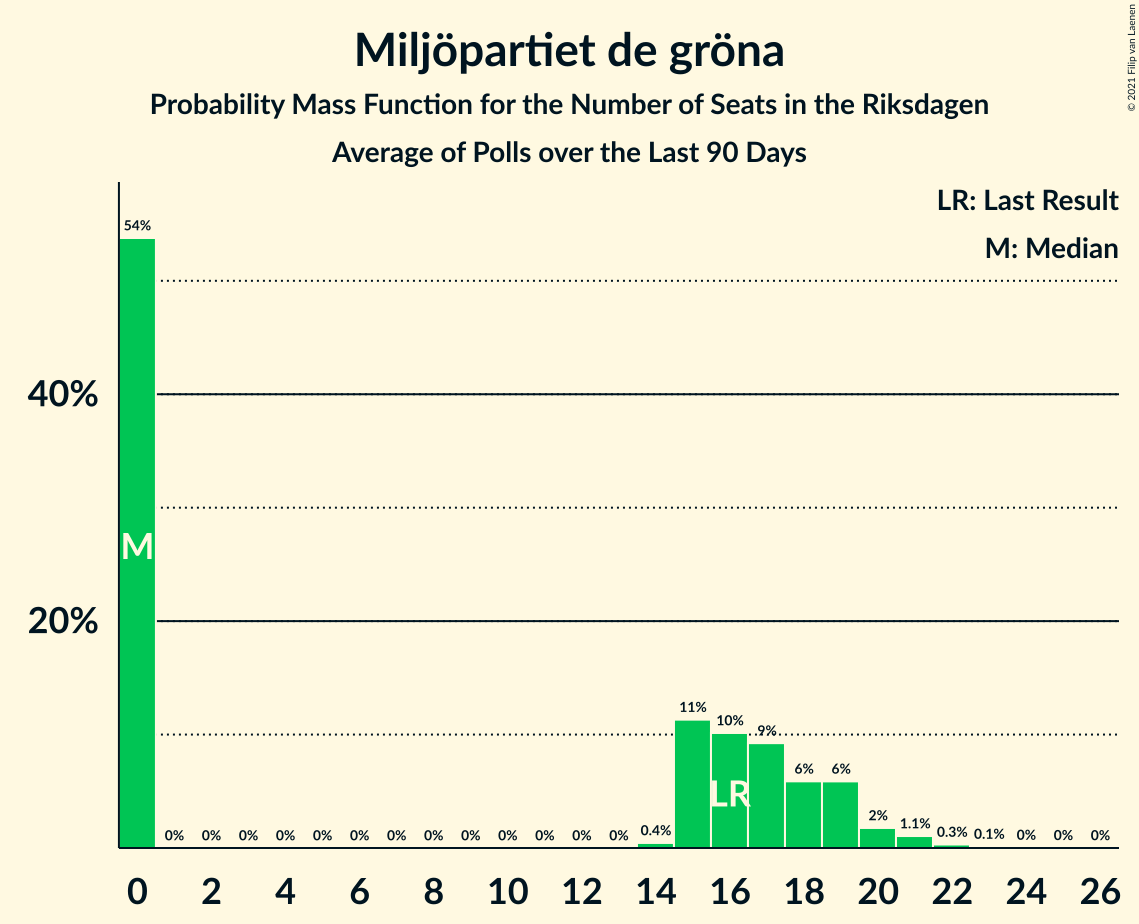 Miljöpartiet de gröna
Probability Mass Function for the Number of Seats in the Riksdagen
Average of Polls over the Last 90 Days
© 2021 Filip van Laenen
LR: Last Result
M: Median
40%
20%
54% 0% 0% 0% 0% 0% 0% 0% 0% 0% 0% 0% 0% 0% 0.4% 11% 10% 9% 6% 6% 2% 1.1% 0.3% 0.1% 0% 0% 0%
M
LR
0 2 4 6 8 10 12 14 16 18 20 22 24 26